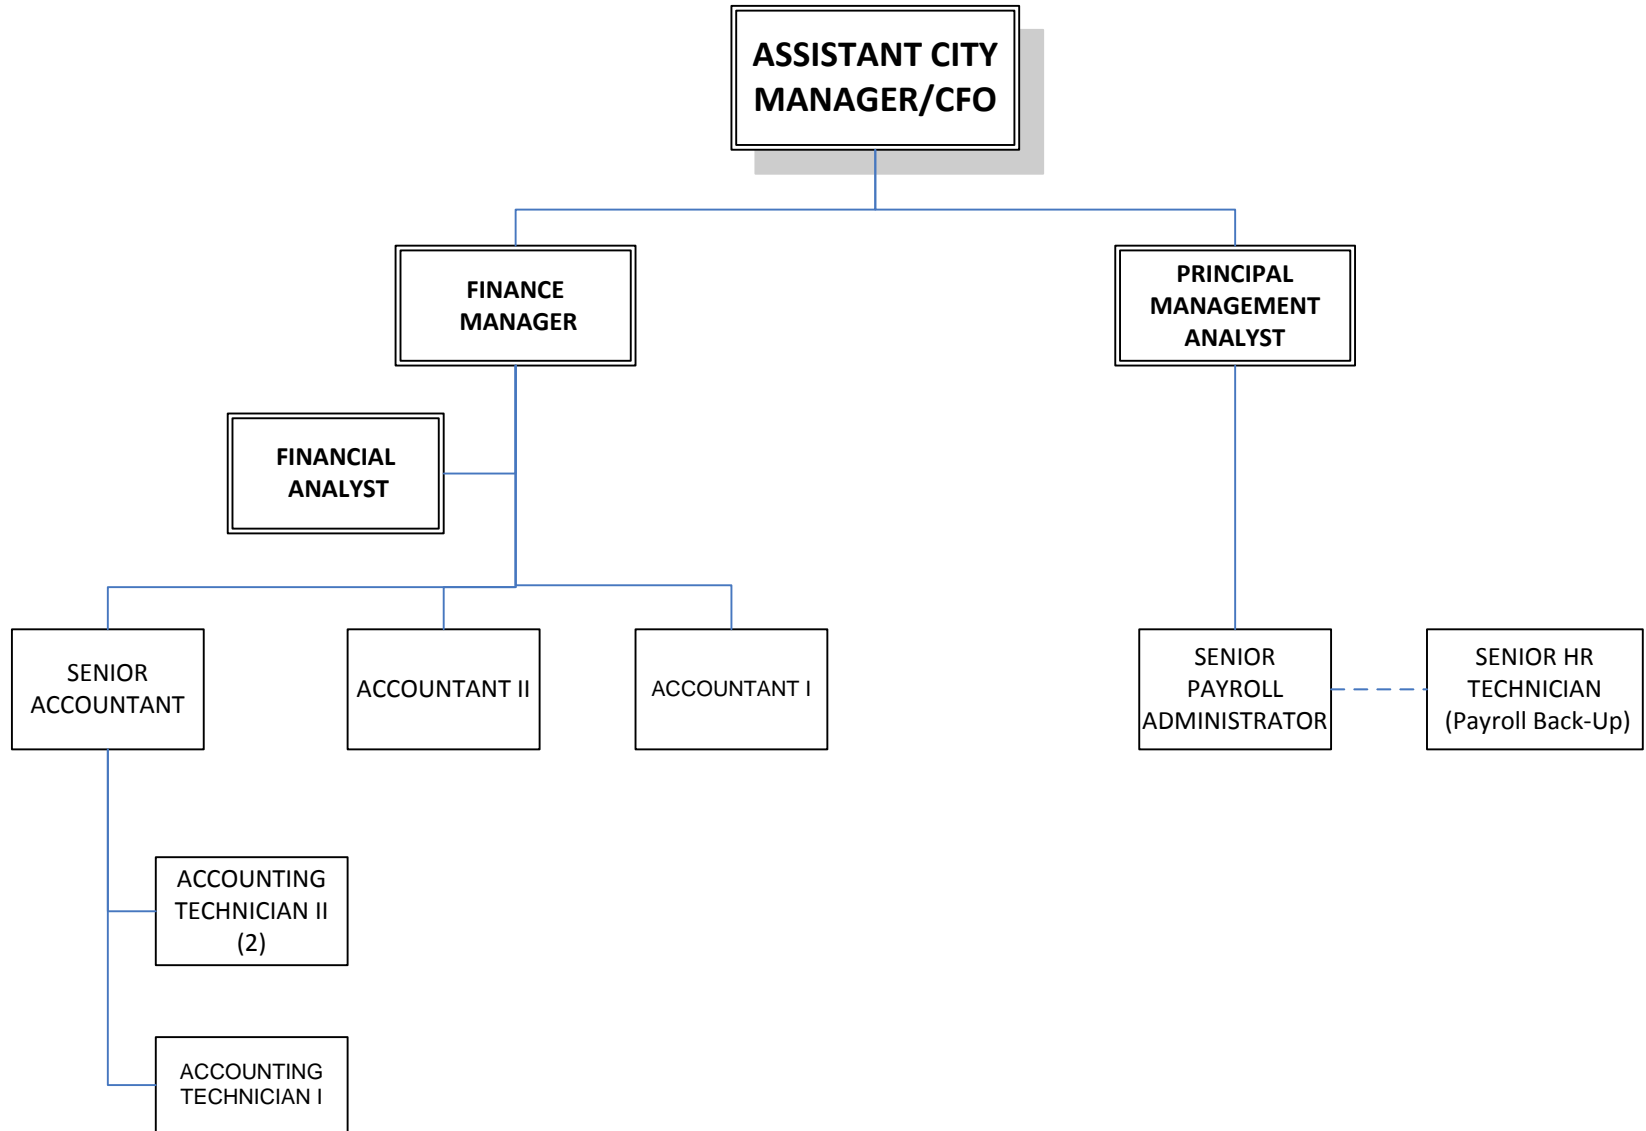 ASSISTANT CITY
MANAGER/CFO
FINANCE
MANAGER
PRINCIPAL
MANAGEMENT
ANALYST
FINANCIAL
ANALYST
SENIOR
ACCOUNTANT
ACCOUNTANT II
ACCOUNTANT I
SENIOR
PAYROLL
ADMINISTRATOR
SENIOR HR
TECHNICIAN
(Payroll Back-Up)
ACCOUNTING
TECHNICIAN II
(2)
ACCOUNTING
TECHNICIAN I